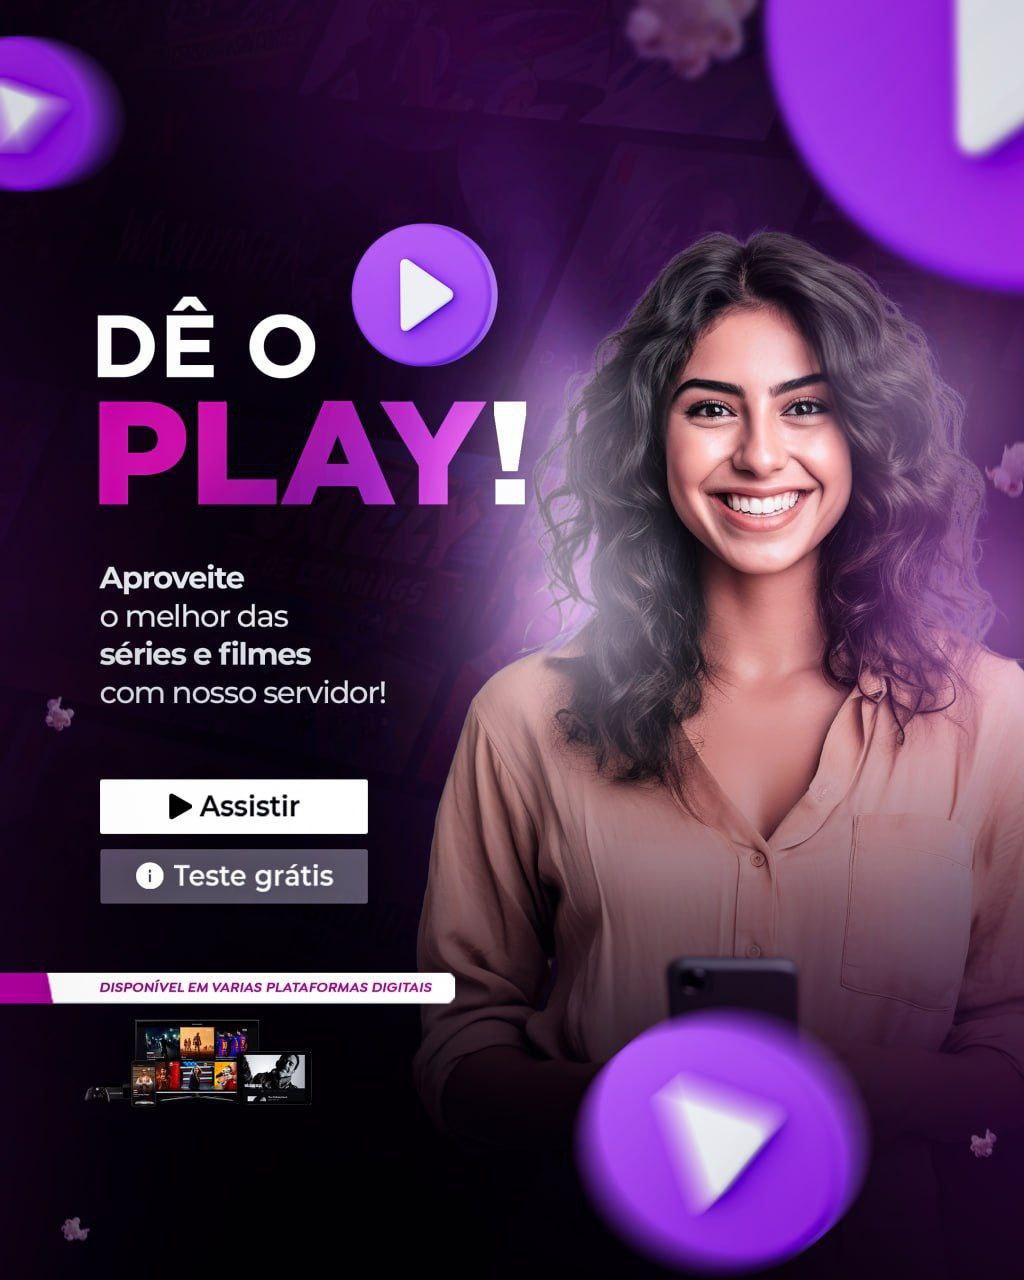 DÊ O
PLAY!
Aproveite
o melhor das
séries e filmes
com nosso servidor!
Assistir
Teste grátis
DISPONÍVEL EM VARIAS PLATAFORMAS DIGITAIS